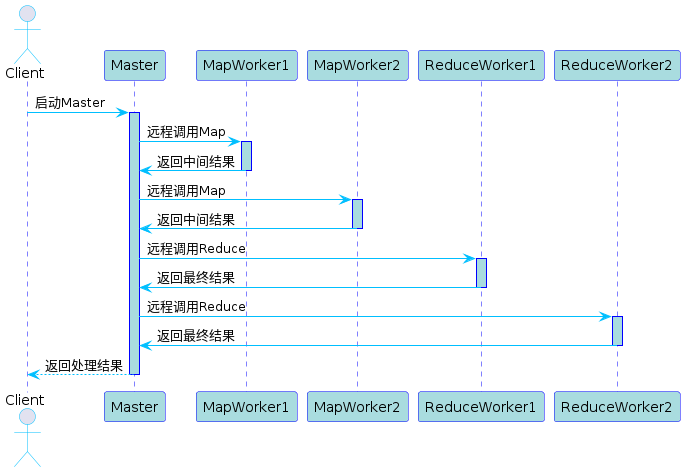 Client
Master
MapWorker1
MapWorker2
ReduceWorker1
ReduceWorker2
启动Master
远程调用Map
返回中间结果
远程调用Map
返回中间结果
远程调用Reduce
返回最终结果
远程调用Reduce
返回最终结果
返回处理结果
Client
Master
MapWorker1
MapWorker2
ReduceWorker1
ReduceWorker2